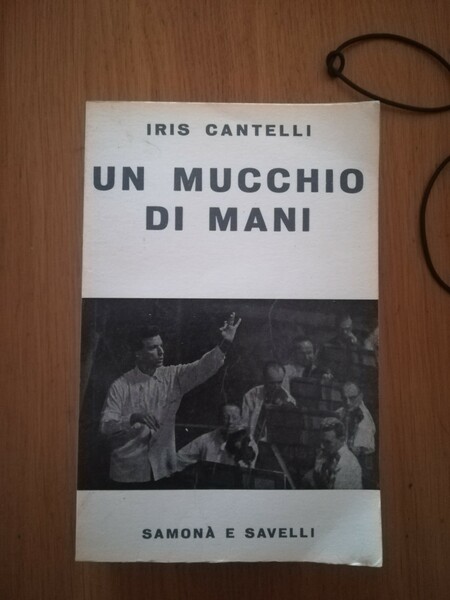 IRIS CANTELLI
UN MUCCHIO
DI MANI
SAMONÀ E SAVELLI